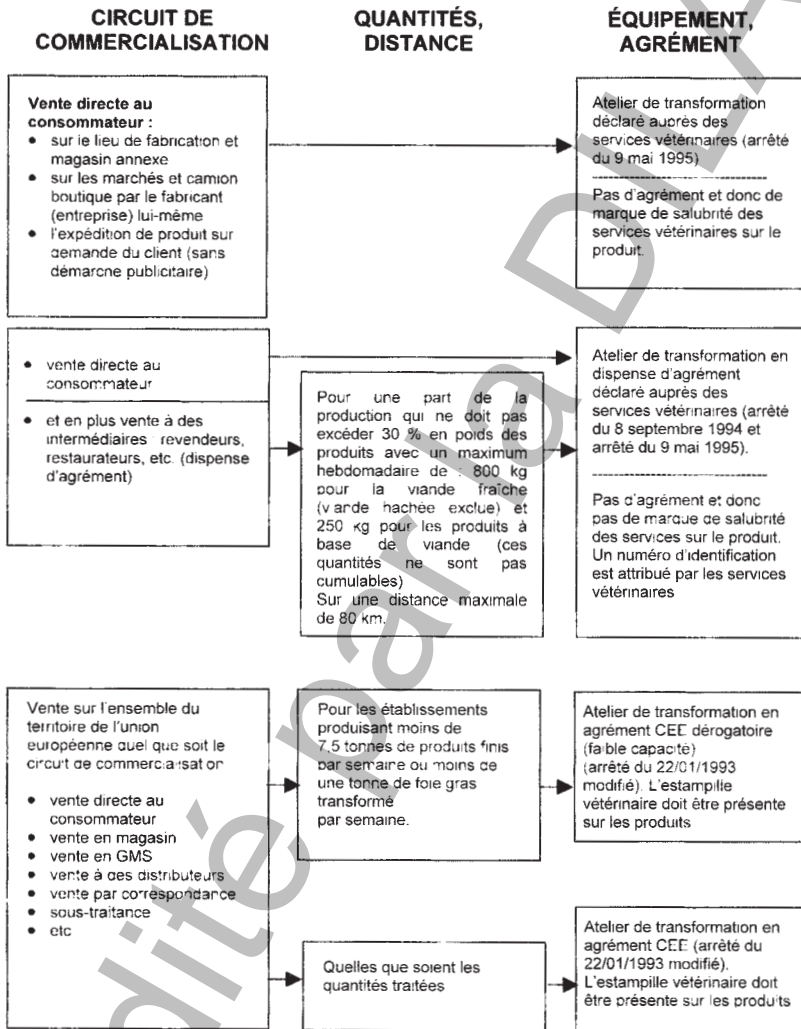 CIRCUIT DE
COMMERCIALISATION
QUANTITÉS,
DISTANCE
ÉQUIPEMENT,
AGRÉMENT
Vente directe au
consommateur :
• sur le lieu de fabrication et
magasin annexe
• sur les marchés et camion
boutique par le fabricant
(entreprise) lui-même
• l'expédition de produit sur
demande du client (sans
démarche publicitaire)
Atelier de transformation
déclaré auprès des
services vétérinaires (arrêté
du 9 mai 1995)
Pas d'agrément et donc de
marque de salubrité des
services vétérinaires sur le
produit.
• vente directe au
consommateur
• et en plus vente à des
intermédiaires revendeurs,
restaurateurs, etc. (dispense
d'agrément)
Pour une part de la
production qui ne doit pas
excéder 30 % en poids des
produits avec un maximum
hebdomadaire de : 800 kg
pour la viande fraîche
(viande hachée exclue) et
250 kg pour les produits à
base de viande (ces
quantités ne sont pas
cumulables)
Sur une distance maximale
de 80 km.
Atelier de transformation en
dispense d'agrément
déclaré auprès des
services vétérinaires (arrêté
du 8 septembre 1994 et
arrêté du 9 mai 1995).
Pas d'agrément et donc
pas de marque de salubrité
des services sur le produit.
Un numéro d'identification
est attribué par les services
vétérinaires
Vente sur l'ensemble du
territoire de l'union
européenne quel que soit le
circuit de commercialisation
• vente directe au
consommateur
• vente en magasin
• vente en GMS
• vente à des distributeurs
• vente par correspondance
• sous-traitance
• etc
Pour les établissements
produisant moins de
7,5 tonnes de produits finis
par semaine ou moins de
une tonne de foie gras
transformé
par semaine.
Atelier de transformation en
agrément CEE dérogatoire
(faible capacité)
(arrêté du 22/01/1993
modifié). L'estampille
vétérinaire doit être présente
sur les produits
Quelles que soient les
quantités traitées
Atelier de transformation en
agrément CEE (arrêté du
22/01/1993 modifié).
L'estampille vétérinaire doit
être présente sur les produits
dité par la DILA